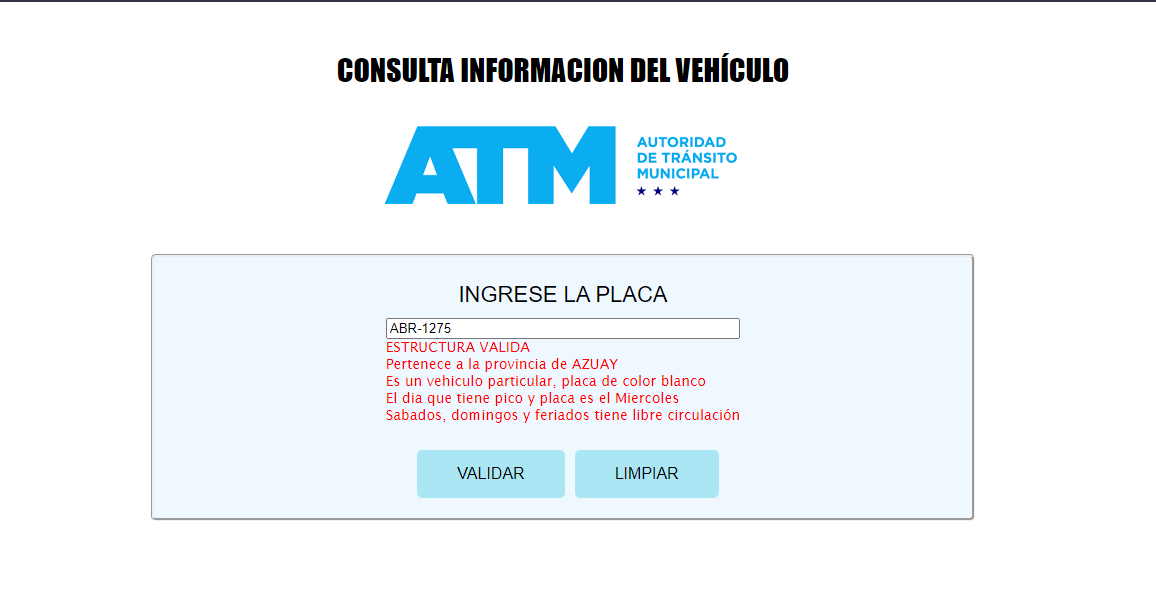 CONSULTA INFORMACION DEL VEHÍCULO
ATM
AUTORIDAD
DE TRÁNSITO
MUNICIPAL
INGRESE LA PLACA
ABR-1275
ESTRUCTURA VALIDA
Pertenece a la provincia de AZUAY
Es un vehiculo particular, placa de color blanco
El dia que tiene pico y placa es el Miercoles
Sabados, domingos y feriados tiene libre circulación
VALIDAR
LIMPIAR